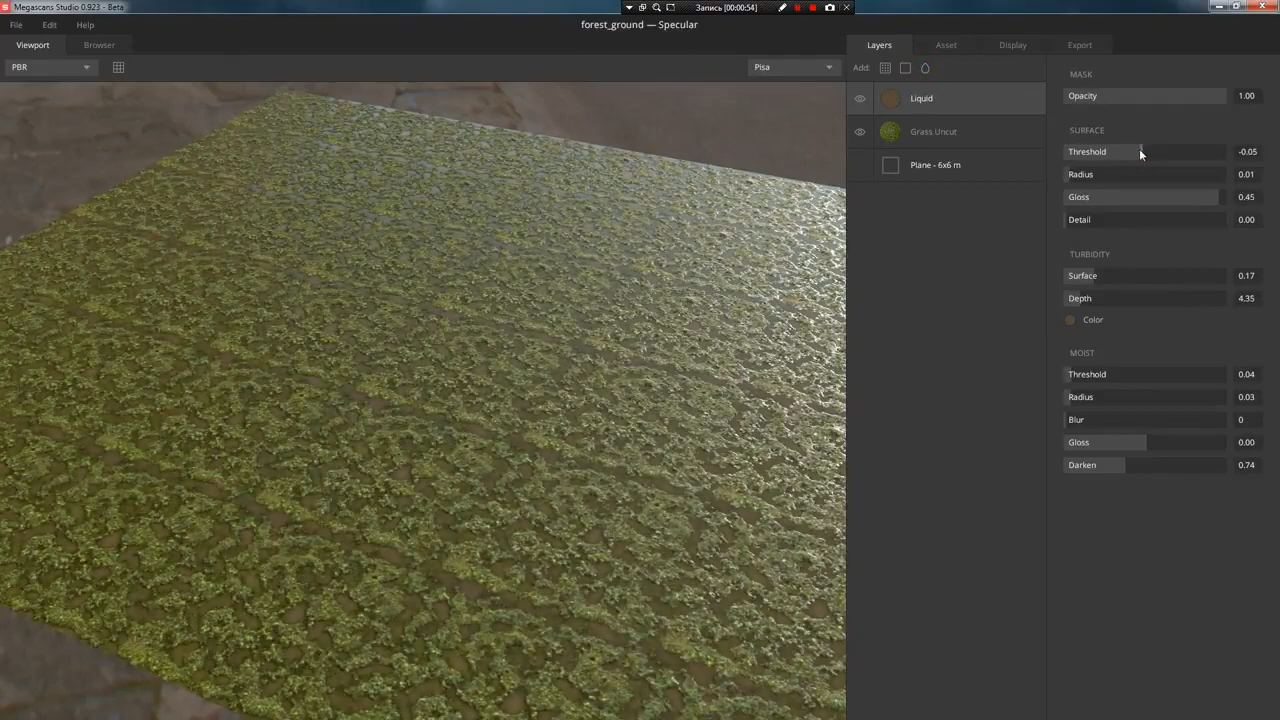 Megascans Studio 0.923 - Beta
Запись [00:00:54]
File Edit Help
forest_ground — Specular
Viewport Browser
Layers Asset Display Export
PBR
Pisa
Add:
Liquid
Grass Uncut
Plane - 6x6 m
MASK
Opacity 1.00
SURFACE
Threshold -0.05
Radius 0.01
Gloss 0.45
Detail 0.00
TURBIDITY
Surface 0.17
Depth 4.35
Color
MOIST
Threshold 0.04
Radius 0.03
Blur 0
Gloss 0.00
Darken 0.74